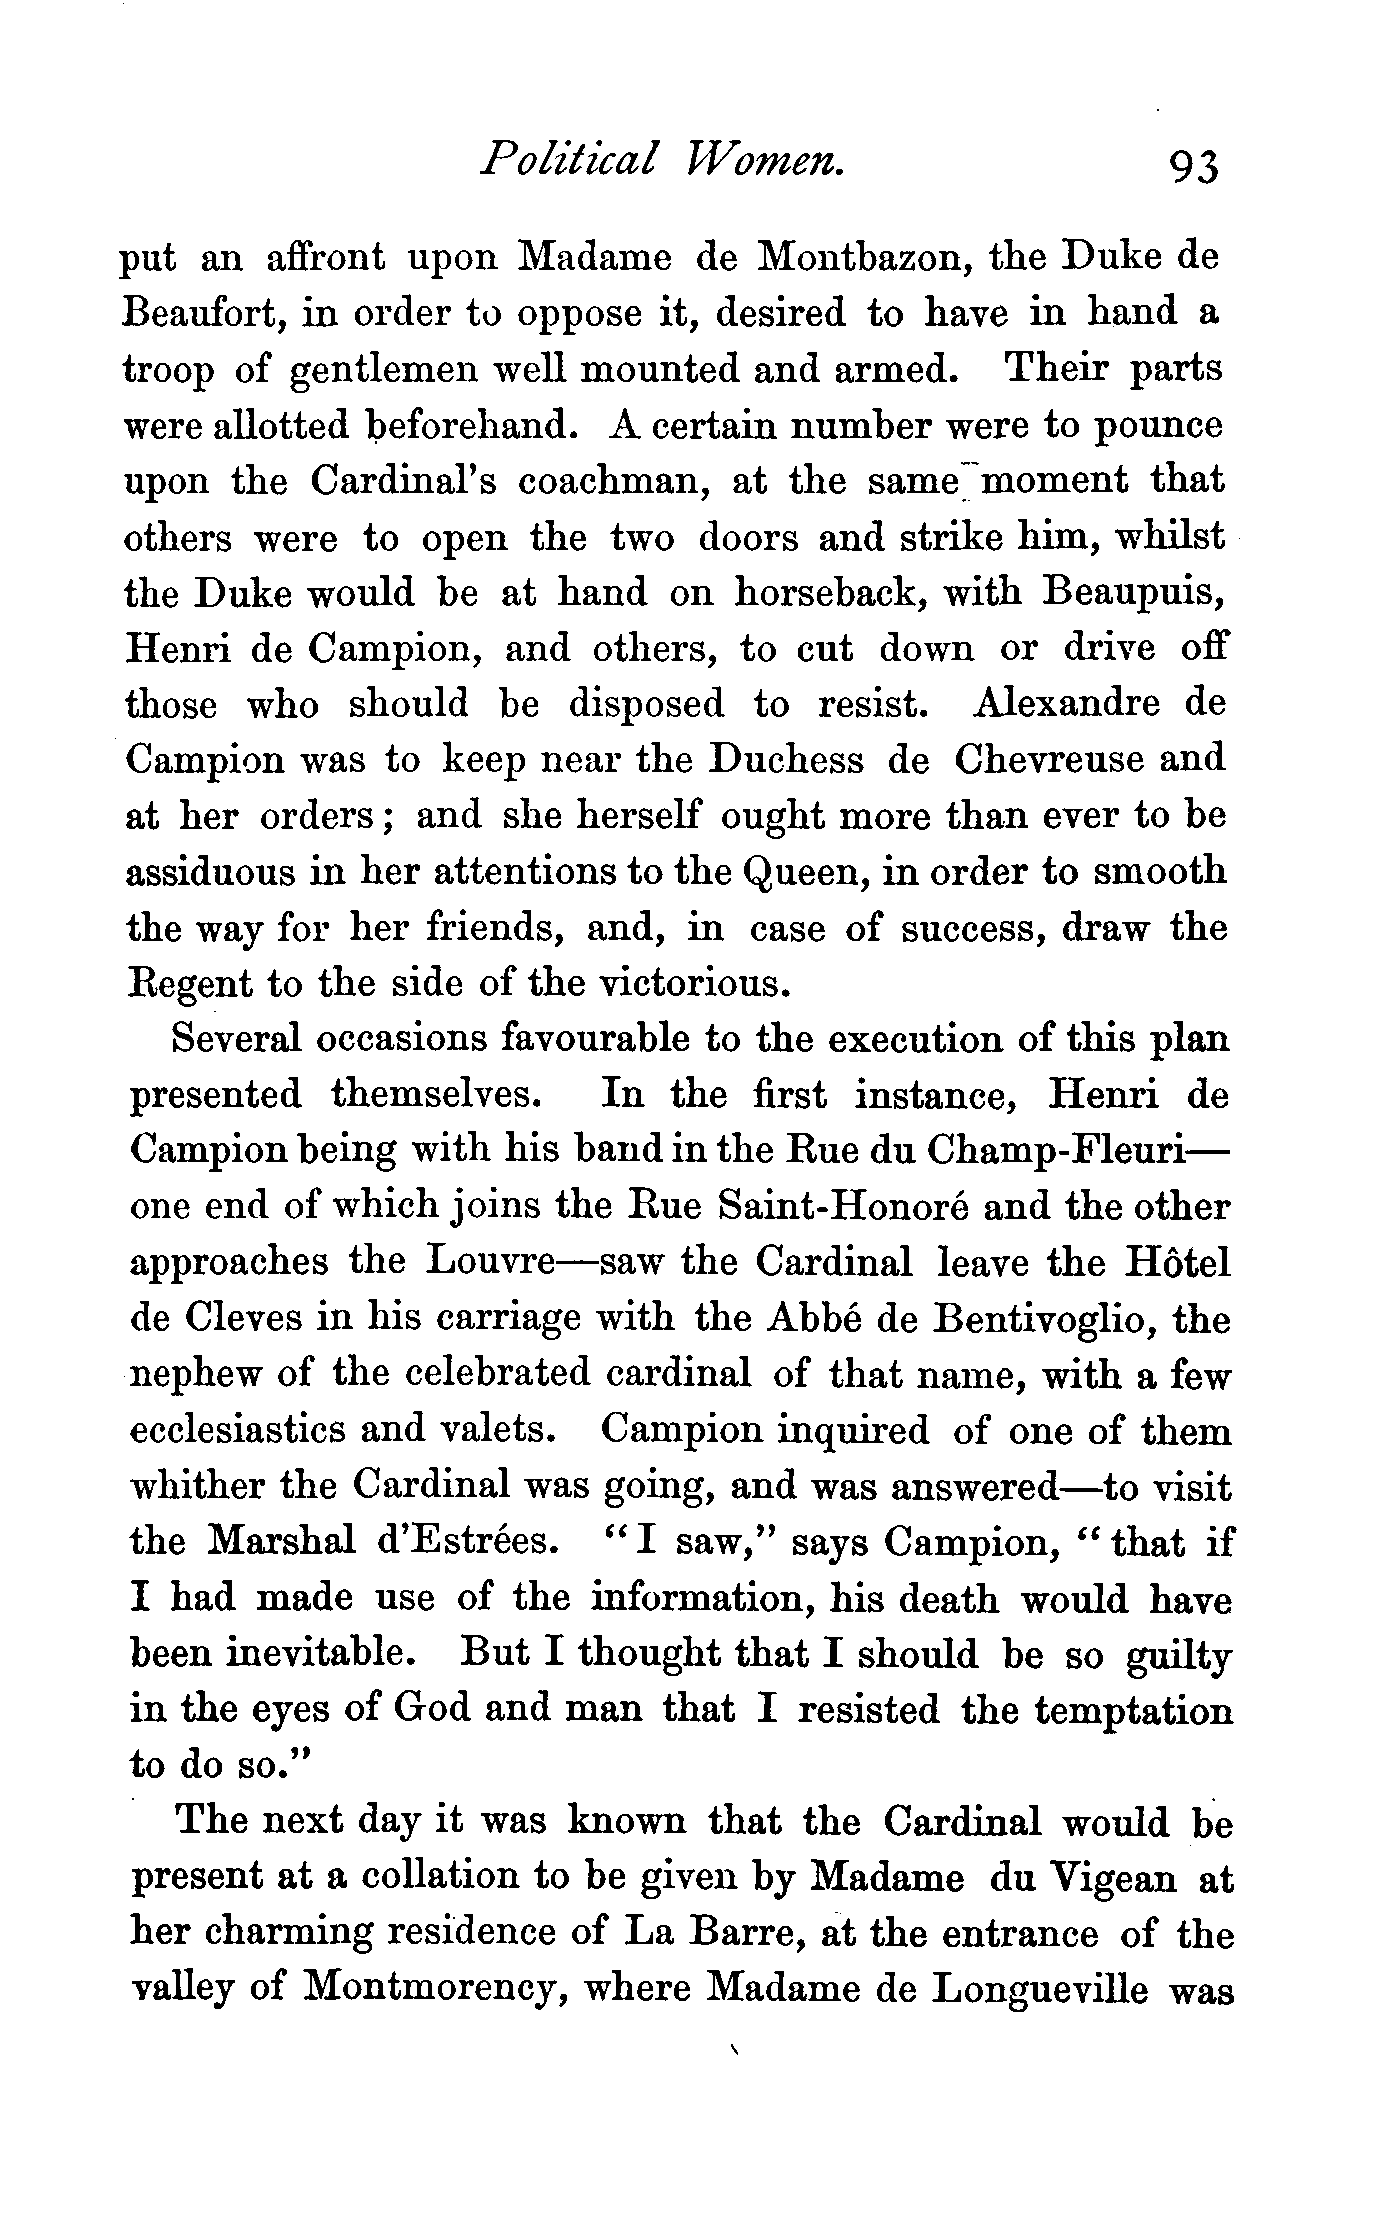 Political Women. 93
put an affront upon Madame de Montbazon, the Duke de
Beaufort, in order to oppose it, desired to have in hand a
troop of gentlemen well mounted and armed. Their parts
were allotted beforehand. A certain number were to pounce
upon the Cardinal's coachman, at the same moment that
others were to open the two doors and strike him, whilst
the Duke would be at hand on horseback, with Beaupuis,
Henri de Campion, and others, to cut down or drive off
those who should be disposed to resist. Alexandre de
Campion was to keep near the Duchess de Chevreuse and
at her orders; and she herself ought more than ever to be
assiduous in her attentions to the Queen, in order to smooth
the way for her friends, and, in case of success, draw the
Regent to the side of the victorious.
Several occasions favourable to the execution of this plan
presented themselves. In the first instance, Henri de
Campion being with his band in the Rue du Champ-Fleuri—
one end of which joins the Rue Saint-Honoré and the other
approaches the Louvre—saw the Cardinal leave the Hôtel
de Cleves in his carriage with the Abbé de Bentivoglio, the
nephew of the celebrated cardinal of that name, with a few
ecclesiastics and valets. Campion inquired of one of them
whither the Cardinal was going, and was answered—to visit
the Marshal d'Estrées. "I saw," says Campion, "that if
I had made use of the information, his death would have
been inevitable. But I thought that I should be so guilty
in the eyes of God and man that I resisted the temptation
to do so."
The next day it was known that the Cardinal would be
present at a collation to be given by Madame du Vigean at
her charming residence of La Barre, at the entrance of the
valley of Montmorency, where Madame de Longueville was